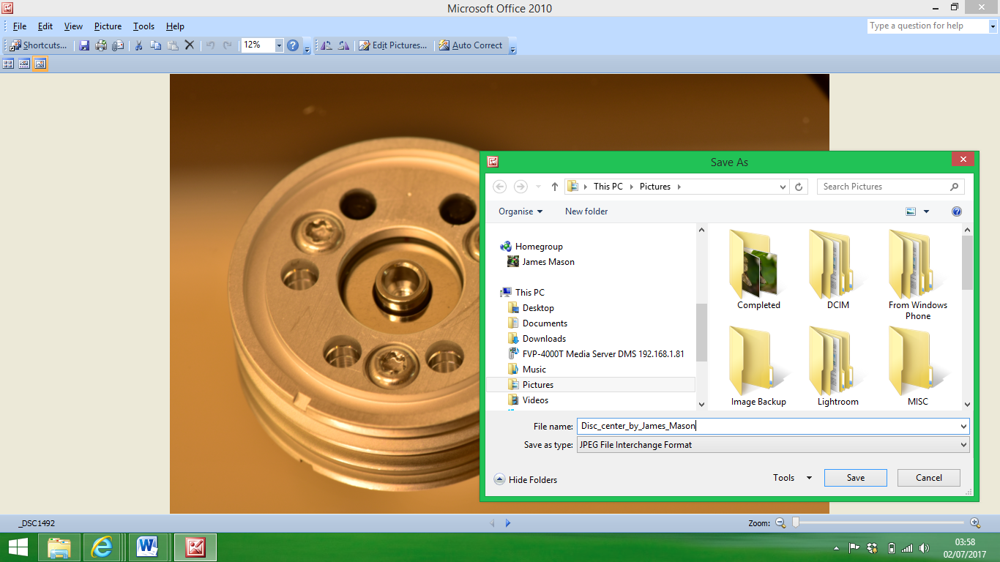 Microsoft Office 2010
File Edit View Picture Tools Help
Type a question for help
Shortcuts... 12% Edit Pictures... Auto Correct
Save As
This PC Pictures
Search Pictures
Organise New folder
Homegroup
James Mason
This PC
Desktop
Documents
Downloads
FVP-4000T Media Server DMS 192.168.1.81
Music
Pictures
Videos
Completed DCIM From Windows
Phone
Image Backup Lightroom MISC
File name: Disc_center_by_James_Mason
Save as type: JPEG File Interchange Format
Hide Folders Tools Save Cancel
_DSC1492 Zoom:
03:58
02/07/2017